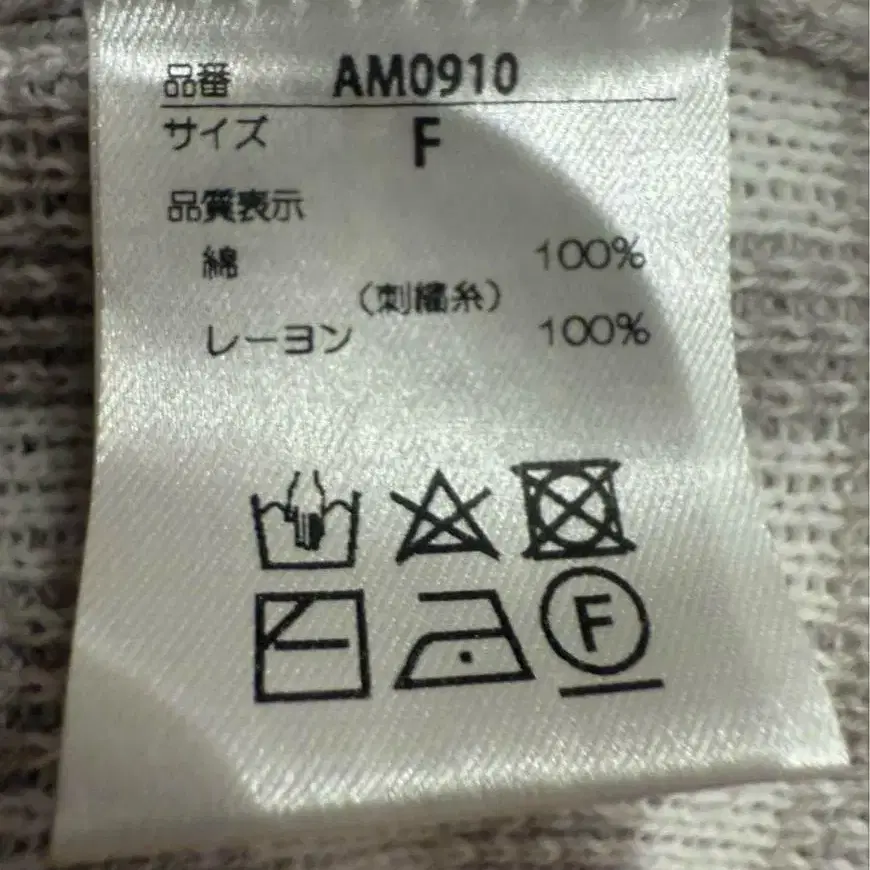 品番 AM0910
サイズ F
品質表示
綿 100%
(刺繍糸)
レーヨン 100%
F